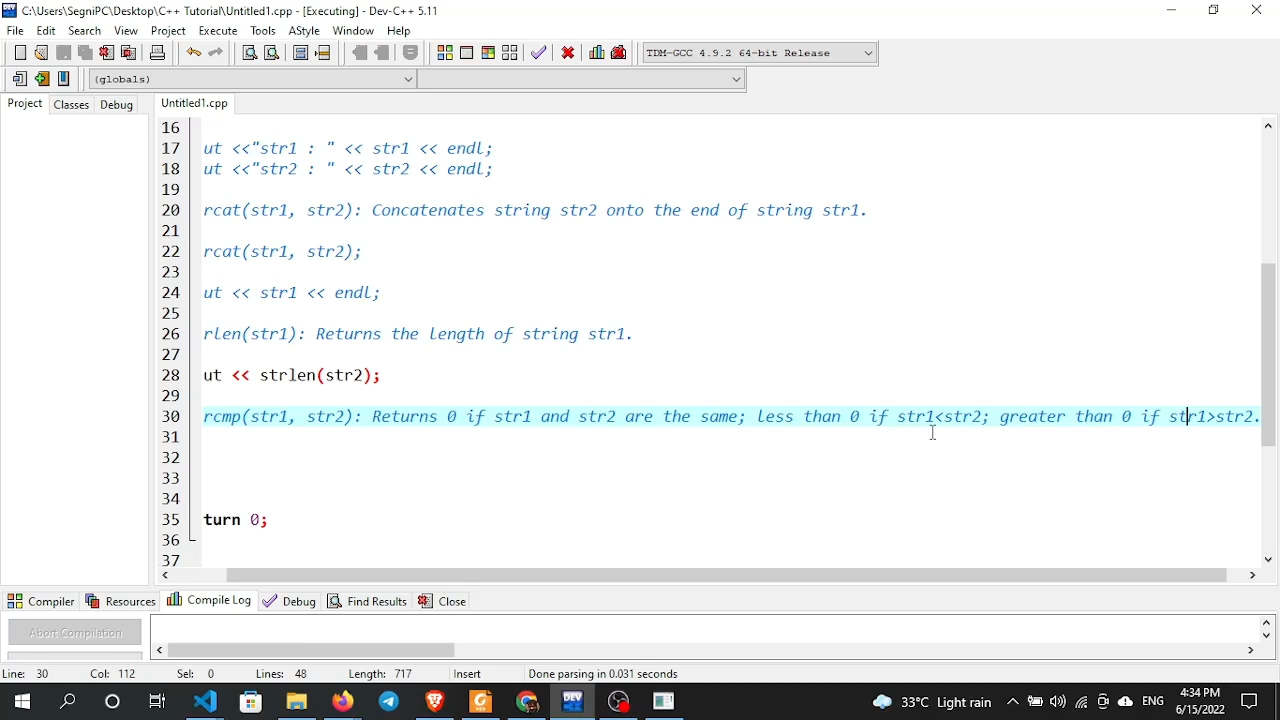 C:\Users\SegniPC\Desktop\C++ Tutorial\Untitled1.cpp - [Executing] - Dev-C++ 5.11
File Edit Search View Project Execute Tools AStyle Window Help
TDM-GCC 4.9.2 64-bit Release
(globals)
Project Classes Debug Untitled1.cpp
16
17 ut <<"str1 : " << str1 << endl;
18 ut <<"str2 : " << str2 << endl;
19
20 rcat(str1, str2): Concatenates string str2 onto the end of string str1.
21
22 rcat(str1, str2);
23
24 ut << str1 << endl;
25
26 rlen(str1): Returns the length of string str1.
27
28 ut << strlen(str2);
29
30 rcmp(str1, str2): Returns 0 if str1 and str2 are the same; less than 0 if str1<str2; greater than 0 if str1>str2.
31
32
33
34
35 turn 0;
36
37
Compiler Resources Compile Log Debug Find Results Close
Abort Compilation
Line: 30 Col: 112 Sel: 0 Lines: 48 Length: 717 Insert Done parsing in 0.031 seconds
33°C Light rain ENG 4:34 PM
6/15/2022